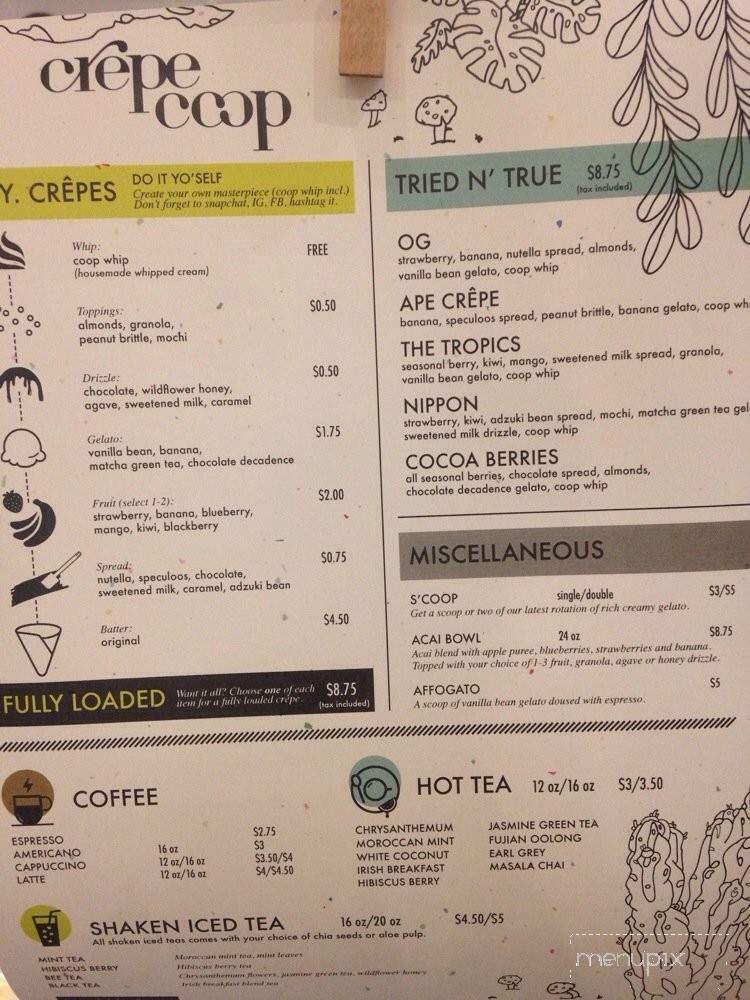 crêpe
coop
Y. CRÊPES
DO IT YO'SELF
Create your own masterpiece (coop whip incl.)
Don't forget to snapchat, IG, FB, hashtag it.
Whip: FREE
coop whip
(housemade whipped cream)
Toppings: $0.50
almonds, granola,
peanut brittle, mochi
Drizzle: $0.50
chocolate, wildflower honey,
agave, sweetened milk, caramel
Gelato: $1.75
vanilla bean, banana,
matcha green tea, chocolate decadence
Fruit (select 1-2): $2.00
strawberry, banana, blueberry,
mango, kiwi, blackberry
Spread: $0.75
nutella, speculoos, chocolate,
sweetened milk, caramel, adzuki bean
Batter: $4.50
original
FULLY LOADED
Want it all? Choose one of each
item for a fully loaded crêpe.
$8.75
(tax included)
TRIED N' TRUE $8.75
(tax included)
OG
strawberry, banana, nutella spread, almonds,
vanilla bean gelato, coop whip
APE CRÊPE
banana, speculoos spread, peanut brittle, banana gelato, coop wh
THE TROPICS
seasonal berry, kiwi, mango, sweetened milk spread, granola,
vanilla bean gelato, coop whip
NIPPON
strawberry, kiwi, adzuki bean spread, mochi, matcha green tea gel
sweetened milk drizzle, coop whip
COCOA BERRIES
all seasonal berries, chocolate spread, almonds,
chocolate decadence gelato, coop whip
MISCELLANEOUS
S'COOP single/double $3/$5
Get a scoop or two of our latest rotation of rich creamy gelato.
ACAI BOWL 24 oz $8.75
Acai blend with apple puree, blueberries, strawberries and banana.
Topped with your choice of 1-3 fruit, granola, agave or honey drizzle.
AFFOGATO $5
A scoop of vanilla bean gelato doused with espresso.
COFFEE
ESPRESSO $2.75
AMERICANO 16 oz $3
CAPPUCCINO 12 oz/16 oz $3.50/$4
LATTE 12 oz/16 oz $4/$4.50
HOT TEA 12 oz/16 oz $3/3.50
CHRYSANTHEMUM
MOROCCAN MINT
WHITE COCONUT
IRISH BREAKFAST
HIBISCUS BERRY
JASMINE GREEN TEA
FUJIAN OOLONG
EARL GREY
MASALA CHAI
SHAKEN ICED TEA 16 oz/20 oz $4.50/$5
All shaken iced teas comes with your choice of chia seeds or aloe pulp.
MINT TEA Moroccan mint tea, mint leaves
HIBISCUS BERRY Hibiscus berry tea
BEE TEA Chrysanthemum flowers, jasmine green tea, wildflower honey
BLACK TEA Irish breakfast blend tea
menupix